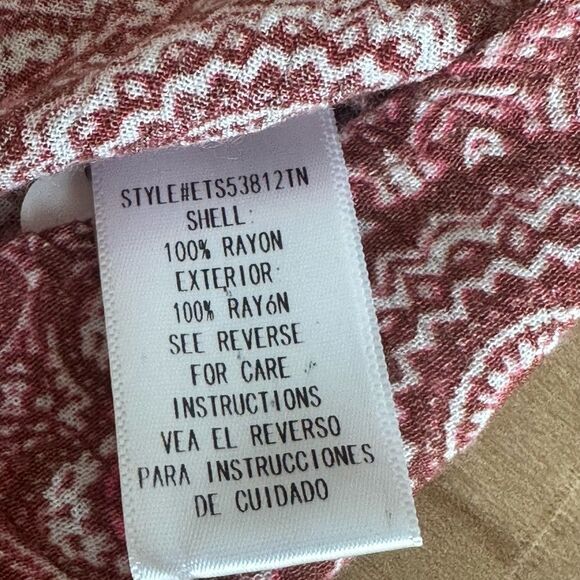 STYLE#ETS53812TN
SHELL:
100% RAYON
EXTERIOR:
100% RAYóN
SEE REVERSE
FOR CARE
INSTRUCTIONS
VEA EL REVERSO
PARA INSTRUCCIONES
DE CUIDADO